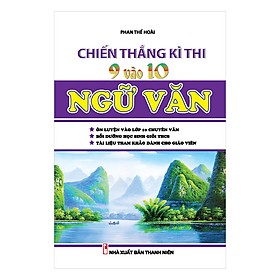 PHAN THẾ HOÀI
CHIẾN THẮNG KÌ THI
9 vào 10
NGỮ VĂN
ÔN LUYỆN VÀO LỚP 10 CHUYÊN VĂN
BỒI DƯỠNG HỌC SINH GIỎI THCS
TÀI LIỆU THAM KHẢO DÀNH CHO GIÁO VIÊN
NHÀ XUẤT BẢN THANH NIÊN